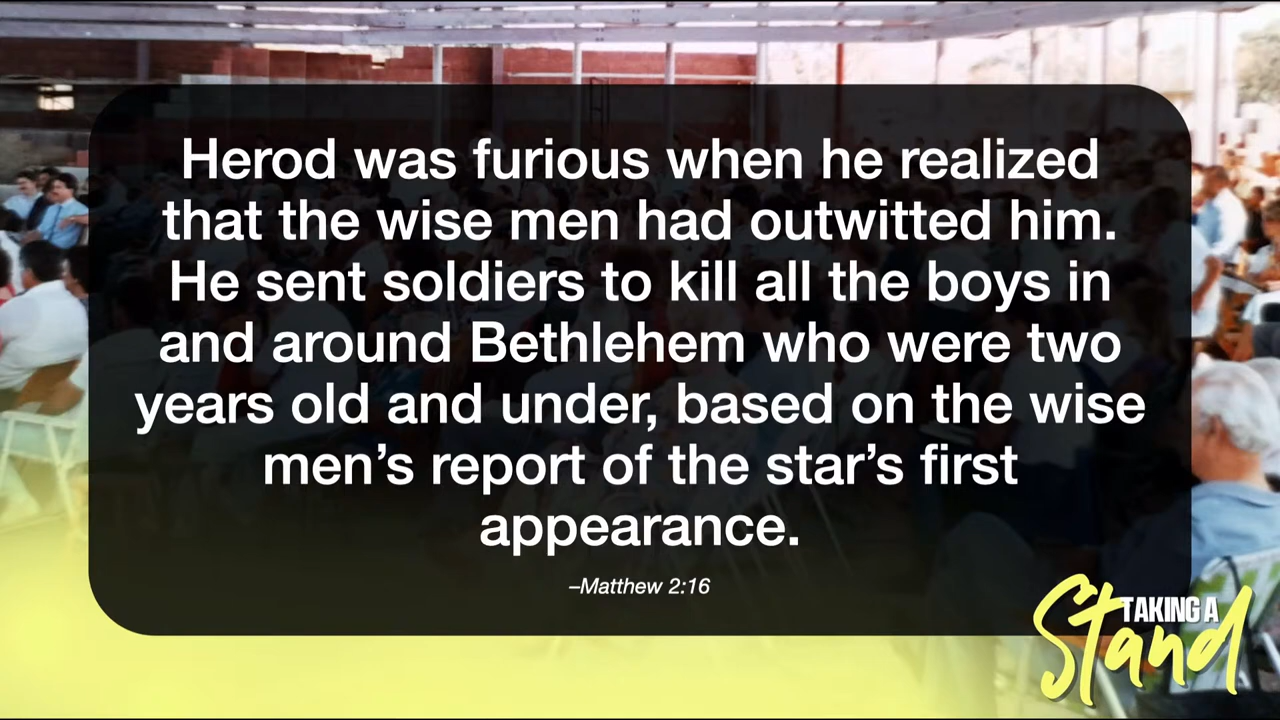 Herod was furious when he realized
that the wise men had outwitted him.
He sent soldiers to kill all the boys in
and around Bethlehem who were two
years old and under, based on the wise
men’s report of the star’s first
appearance.
–Matthew 2:16
TAKING A
Stand